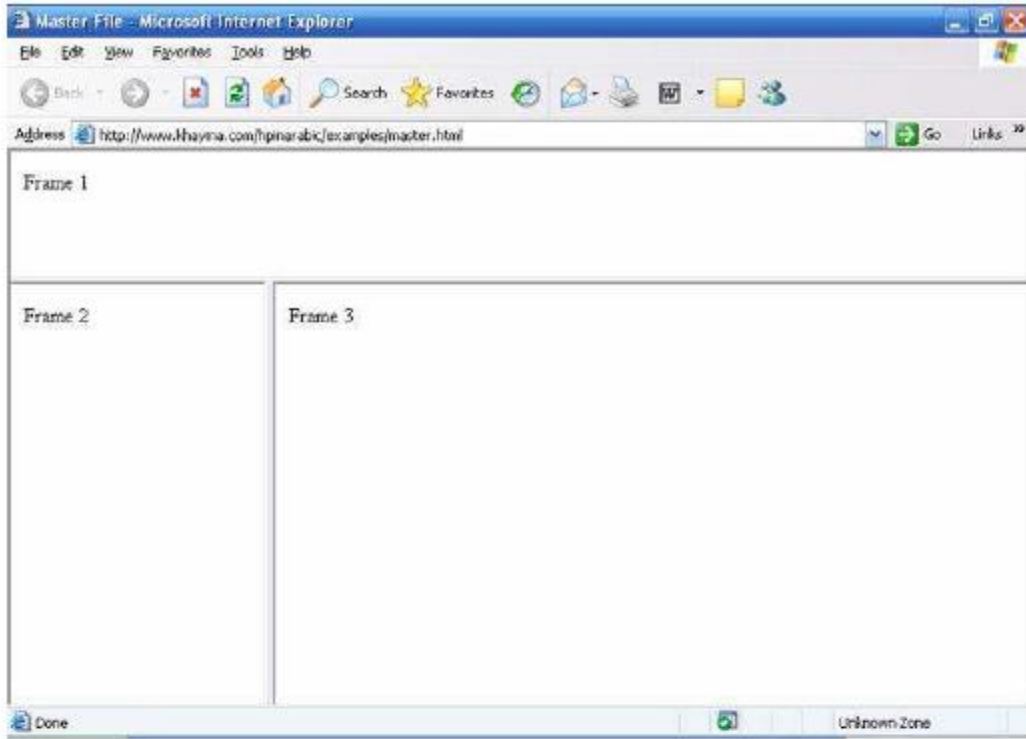 Master File - Microsoft Internet Explorer
File Edit View Favorites Tools Help
Back Search Favorites
Address http://www.khayma.com/hpinarabic/examples/master.html Go Links »
Frame 1
Frame 2 Frame 3
Done Unknown Zone